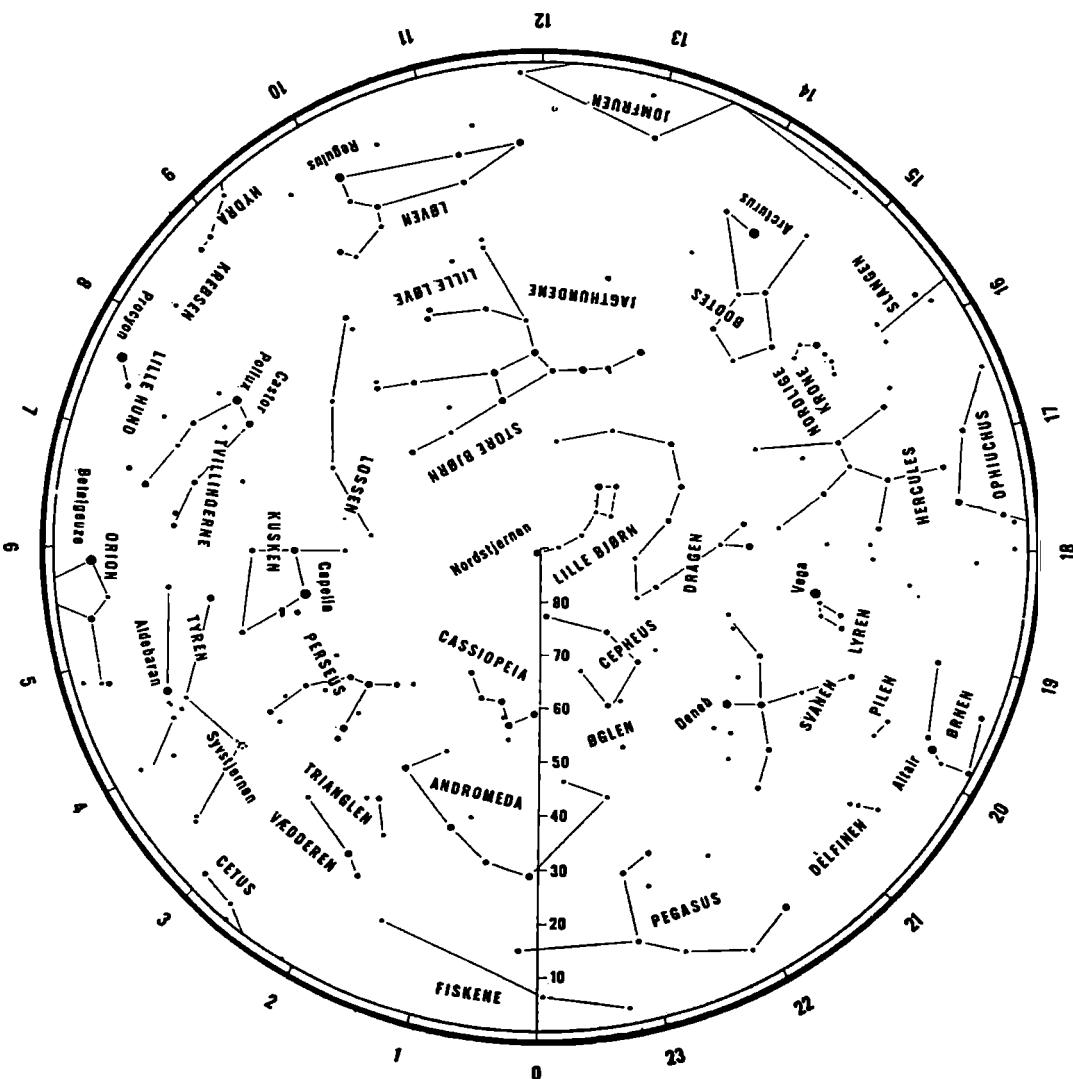 12
11
13
10
14
9
15
8
16
7
17
6
18
5
19
4
20
3
21
2
22
1
23
0
JOMFRUEN
Regulus
LØVEN
HYDRA
KREBSEN
LILLE LØVE
JAGTHUNDENE
Arcturus
BOOTES
SLANGEN
Procyon
LILLE HUND
Pollux
Castor
TVILLINGERNE
STORE BJØRN
LOSSEN
NORDLIGE
KRONE
HERCULES
OPHIUCHUS
Betelgeuze
ORION
KUSKEN
Capella
Nordstjernen
LILLE BJØRN
DRAGEN
Vega
LYREN
Aldebaran
TYREN
PERSEUS
CASSIOPEIA
CEPHEUS
ØGLEN
Deneb
SVANEN
PILEN
ØRNEN
Altair
Syvstjernen
TRIANGLEN
VÆDDEREN
ANDROMEDA
DELFINEN
CETUS
PEGASUS
FISKENE
80
70
60
50
40
30
20
10